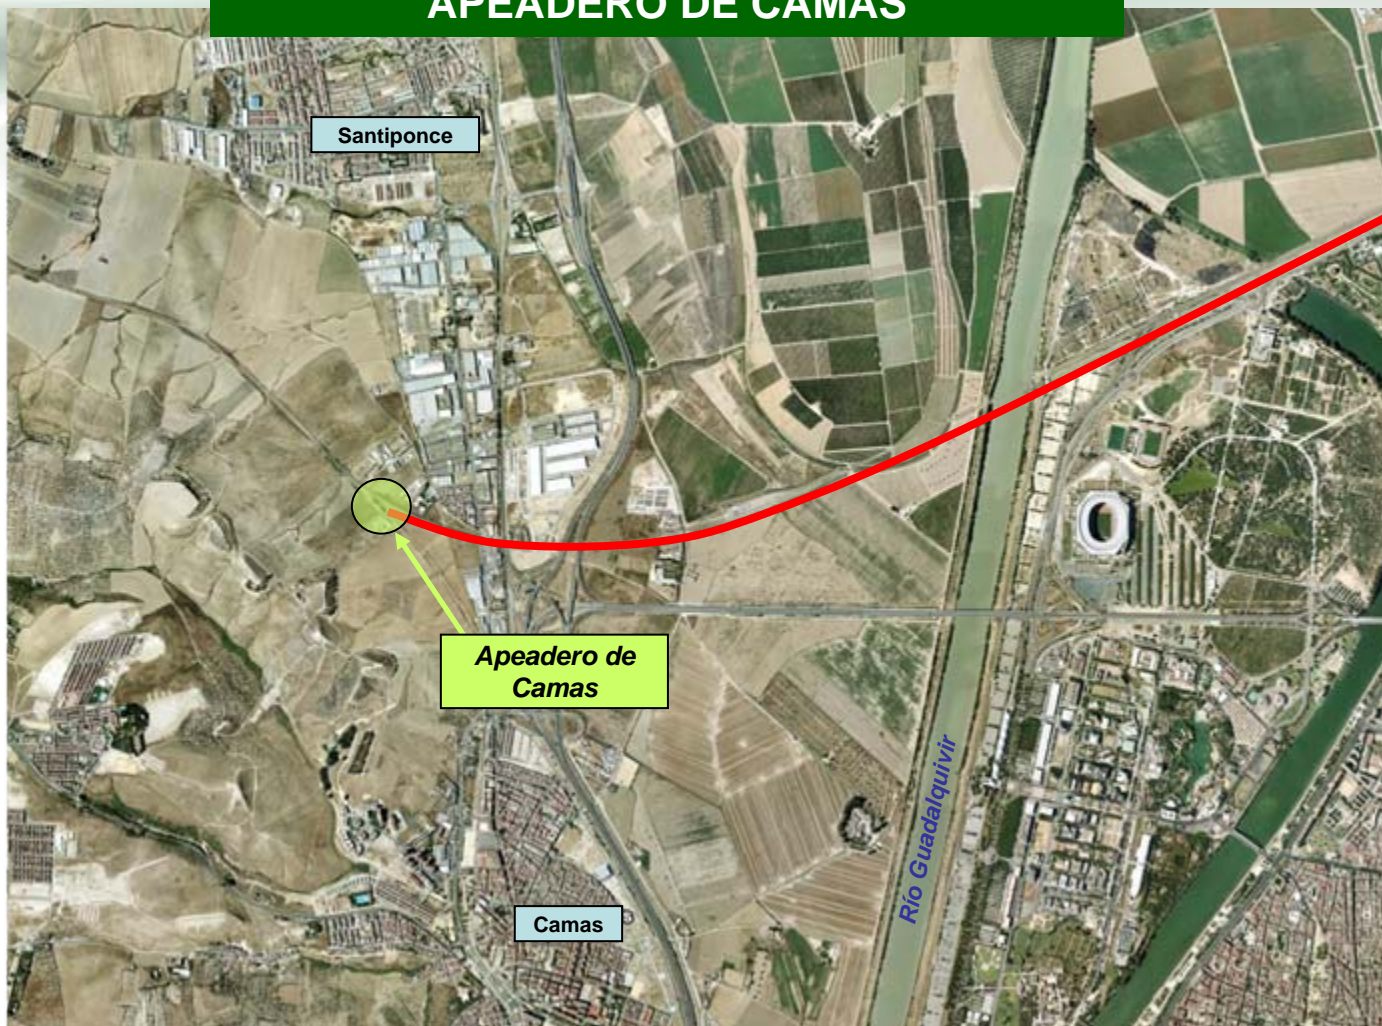 APEADERO DE CAMAS
Santiponce
Apeadero de
Camas
Río Guadalquivir
Camas